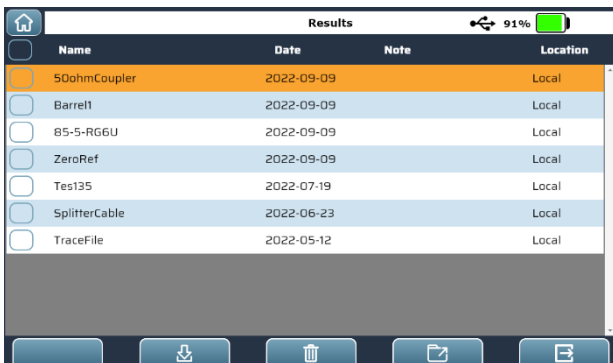 Results 91%
Name Date Note Location
50ohmCoupler 2022-09-09 Local
Barrel1 2022-09-09 Local
85-5-RG6U 2022-09-09 Local
ZeroRef 2022-09-09 Local
Tes135 2022-07-19 Local
SplitterCable 2022-06-23 Local
TraceFile 2022-05-12 Local